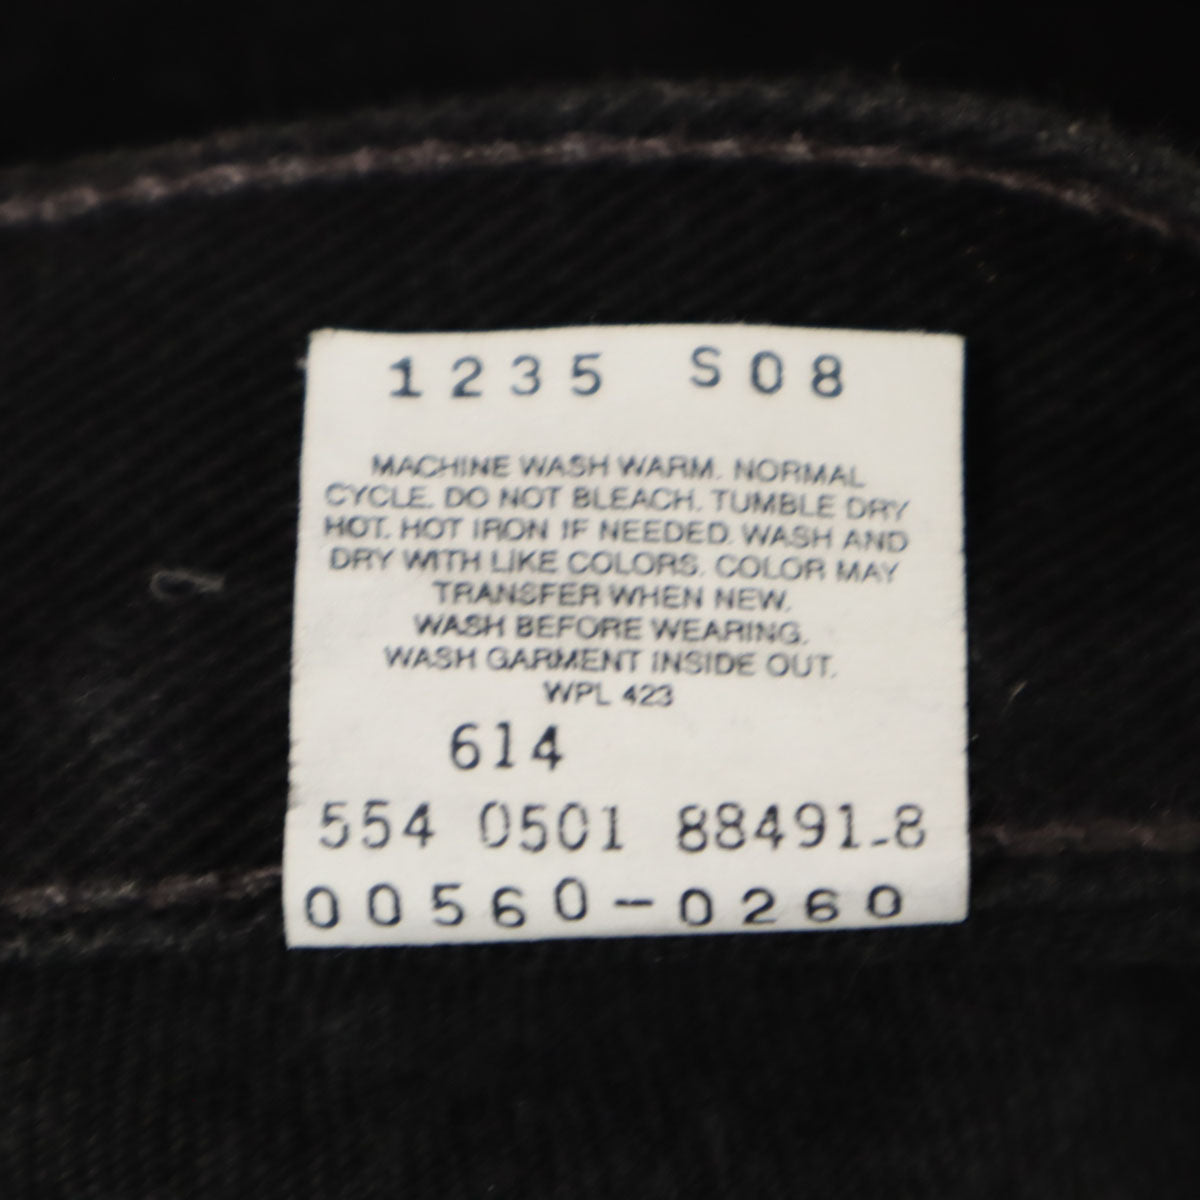 1235 S08
MACHINE WASH WARM. NORMAL
CYCLE. DO NOT BLEACH. TUMBLE DRY
HOT. HOT IRON IF NEEDED. WASH AND
DRY WITH LIKE COLORS. COLOR MAY
TRANSFER WHEN NEW.
WASH BEFORE WEARING.
WASH GARMENT INSIDE OUT.
WPL 423
614
554 0501 88491-8
00560-0260